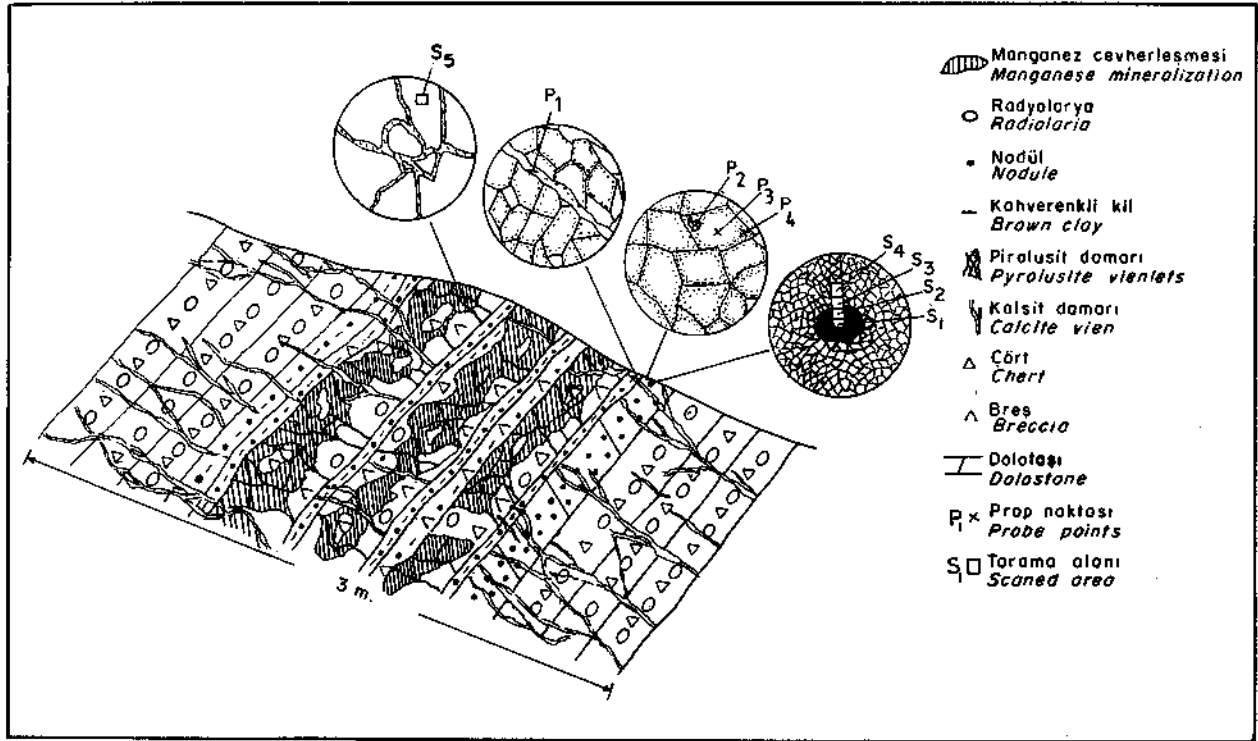 S5
P1
P2
P3
P4
S4
S3
S2
S1
3 m.
Manganez cevherleşmesi
Manganese mineralization
Radyolarya
Radiolaria
Nodül
Nodule
Kahverenkli kil
Brown clay
Pirolusit damarı
Pyrolusite vienlets
Kalsit damarı
Calcite vien
Çört
Chert
Breş
Breccia
Dolotaşı
Dolostone
P1 x Prop noktası
Probe points
S1 Tarama alanı
Scaned area